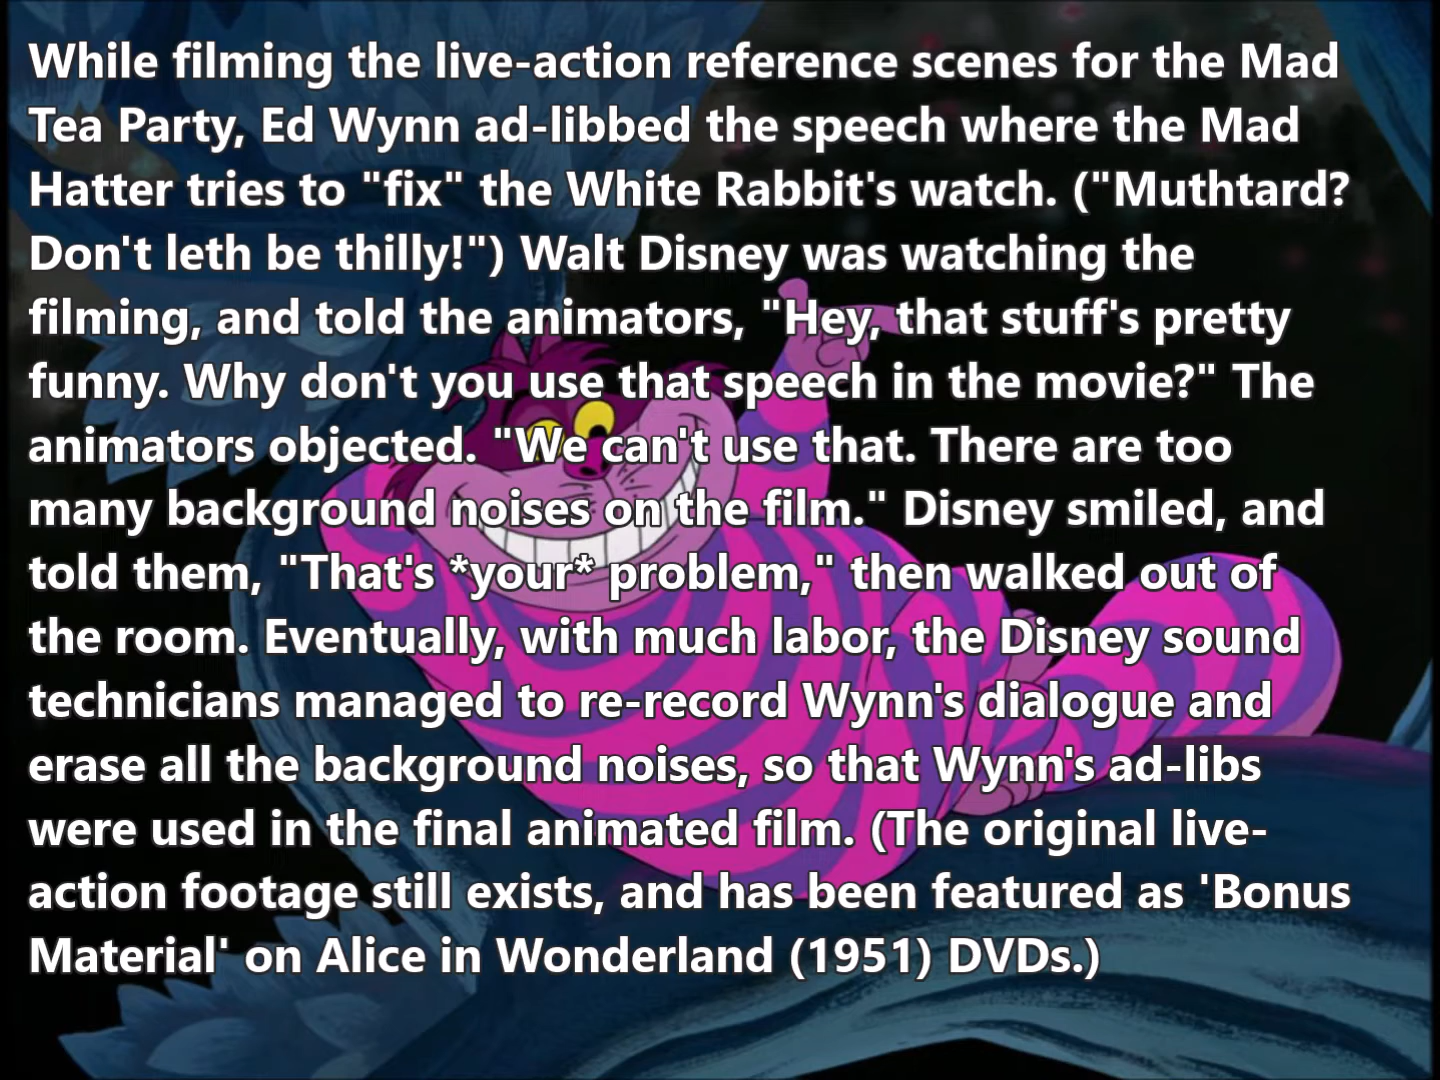 While filming the live-action reference scenes for the Mad
Tea Party, Ed Wynn ad-libbed the speech where the Mad
Hatter tries to "fix" the White Rabbit's watch. ("Muthtard?
Don't leth be thilly!") Walt Disney was watching the
filming, and told the animators, "Hey, that stuff's pretty
funny. Why don't you use that speech in the movie?" The
animators objected. "We can't use that. There are too
many background noises on the film." Disney smiled, and
told them, "That's *your* problem," then walked out of
the room. Eventually, with much labor, the Disney sound
technicians managed to re-record Wynn's dialogue and
erase all the background noises, so that Wynn's ad-libs
were used in the final animated film. (The original live-
action footage still exists, and has been featured as 'Bonus
Material' on Alice in Wonderland (1951) DVDs.)